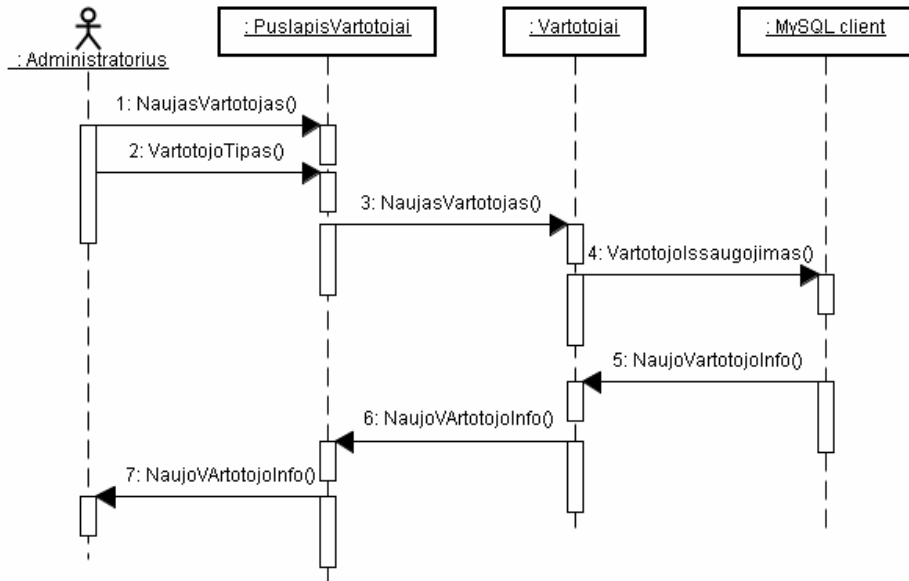 : Administratorius
: PuslapisVartotojai
: Vartotojai
: MySQL client
1: NaujasVartotojas()
2: VartotojoTipas()
3: NaujasVartotojas()
4: VartotojoIssaugojimas()
5: NaujoVartotojoInfo()
6: NaujoVArtotojoInfo()
7: NaujoVArtotojoInfo()